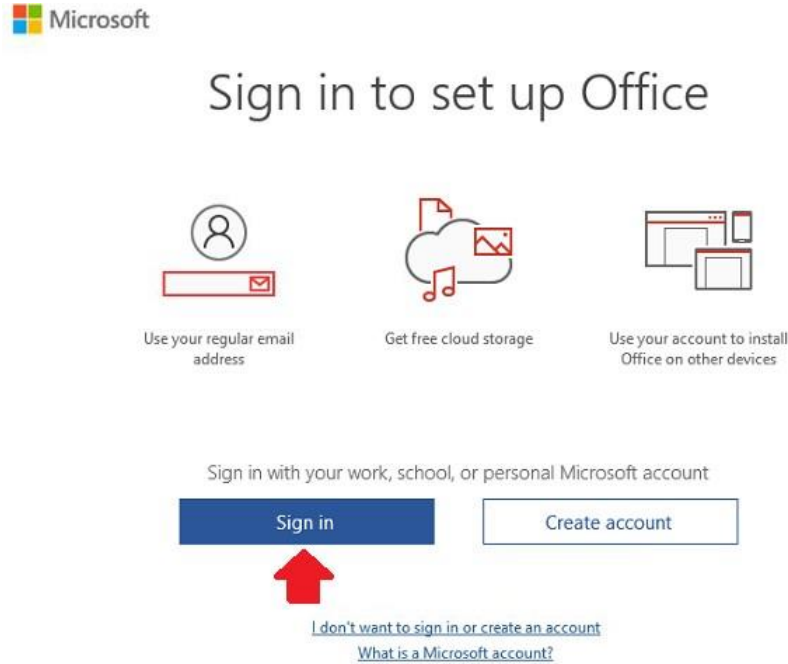 Microsoft
Sign in to set up Office
Use your regular email
address
Get free cloud storage
Use your account to install
Office on other devices
Sign in with your work, school, or personal Microsoft account
Sign in
Create account
I don't want to sign in or create an account
What is a Microsoft account?